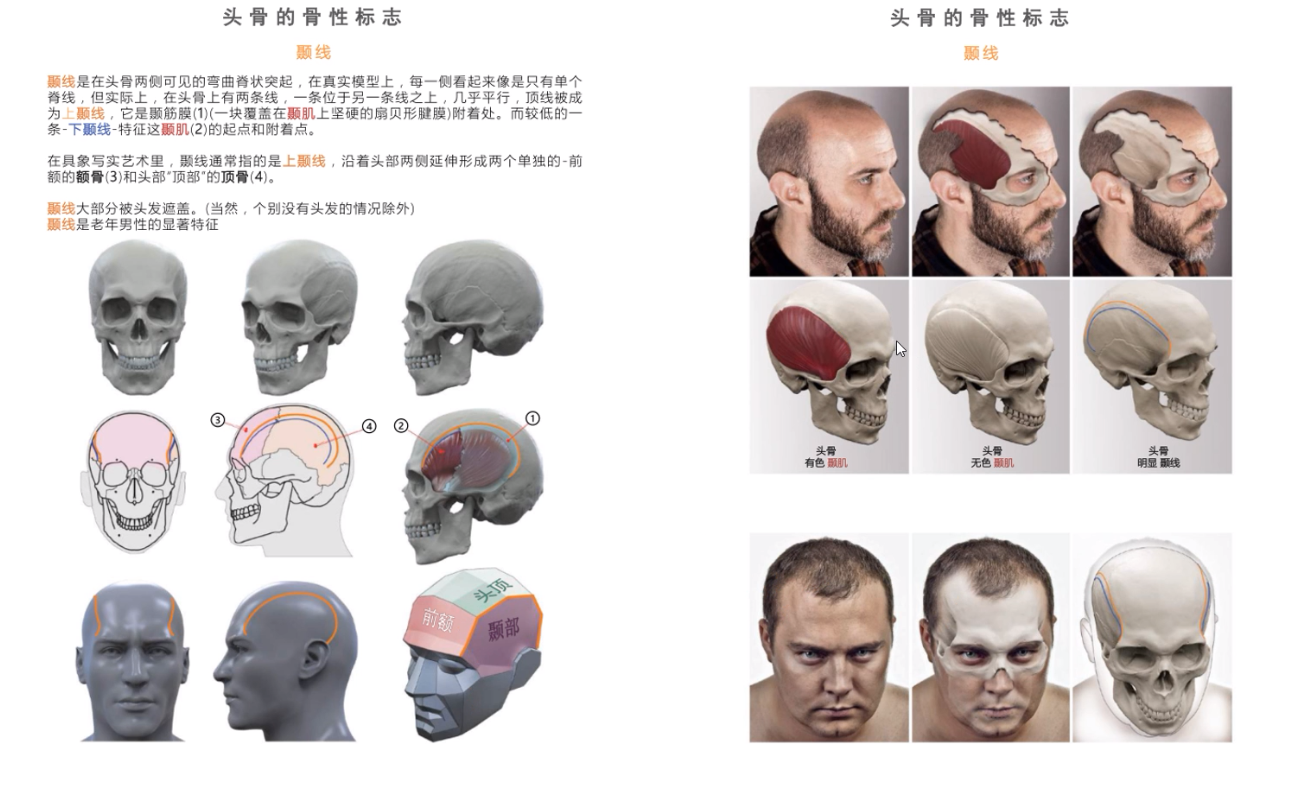 头骨的骨性标志
颞线
颞线是在头骨两侧可见的弯曲脊状突起，在真实模型上，每一侧看起来像是只有单个
脊线，但实际上，在头骨上有两条线，一条位于另一条线之上，几乎平行，顶线被成
为上颞线，它是颞筋膜(1)(一块覆盖在颞肌上坚硬的扇贝形腱膜)附着处。而较低的一
条-下颞线-特征这颞肌(2)的起点和附着点。
在具象写实艺术里，颞线通常指的是上颞线，沿着头部两侧延伸形成两个单独的-前
额的额骨(3)和头部“顶部”的顶骨(4)。
颞线大部分被头发遮盖。(当然，个别没有头发的情况除外)
颞线是老年男性的显著特征
③
④
②
①
头顶
前额
颞部
头骨的骨性标志
颞线
头骨
有色 颞肌
头骨
无色 颞肌
头骨
明显 颞线